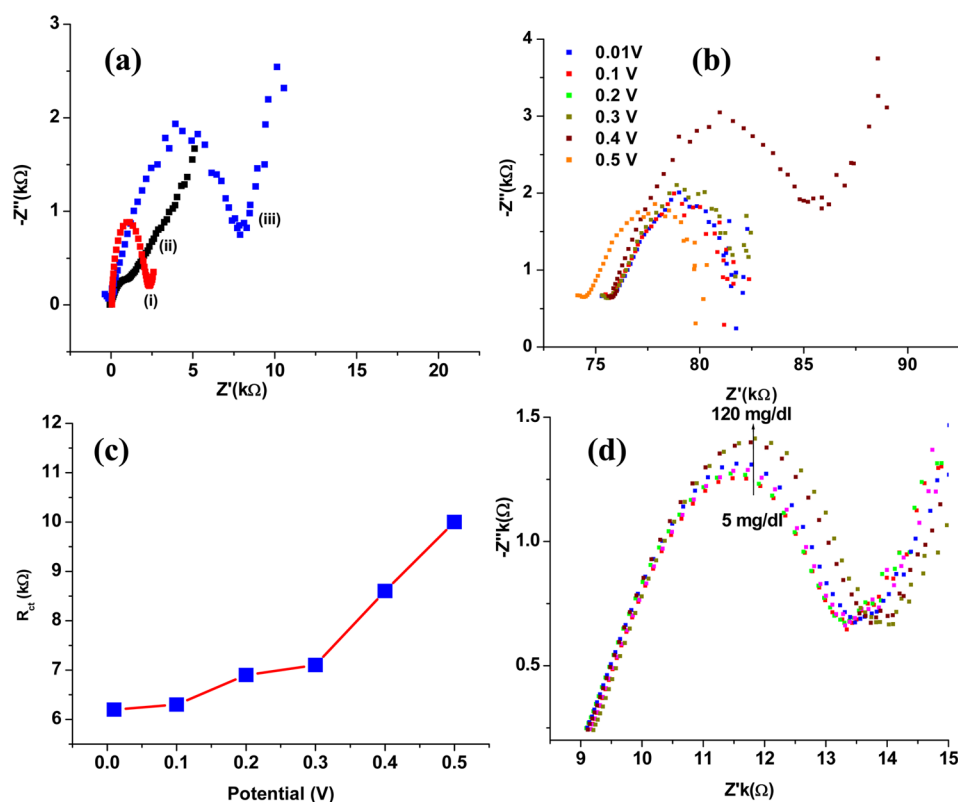 (a)
3
2
1
0
-Z''(kΩ)
(i)
(ii)
(iii)
0
5
10
15
20
Z'(kΩ)
(b)
0.01V
0.1 V
0.2 V
0.3 V
0.4 V
0.5 V
4
3
2
1
0
-Z''(kΩ)
75
80
85
90
Z'(kΩ)
(c)
12
11
10
9
8
7
6
Rct (kΩ)
0.0
0.1
0.2
0.3
0.4
0.5
Potential (V)
(d)
120 mg/dl
5 mg/dl
1.5
1.0
0.5
-Z''k(Ω)
9
10
11
12
13
14
15
Z'k(Ω)